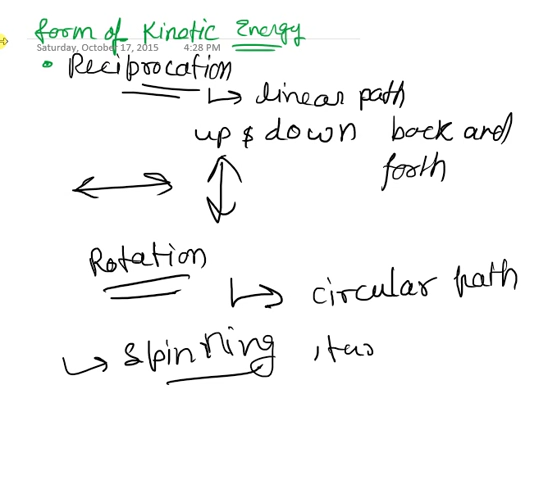 form of Kinetic Energy
Saturday, October 17, 2015 4:28 PM
• Reciprocation
↳ linear path
up & down back and
forth
Rotation
↳ circular path
↳ spinning